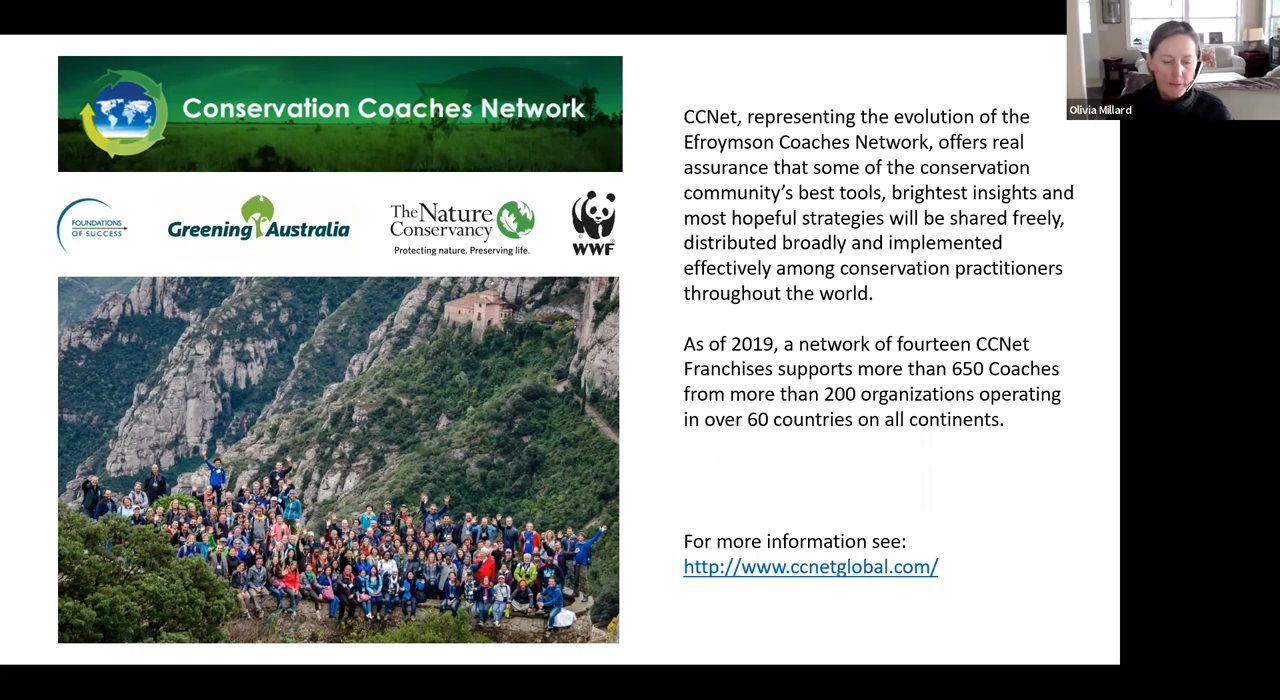 Conservation Coaches Network
FOUNDATIONS
OF SUCCESS
Greening Australia
The Nature
Conservancy
Protecting nature. Preserving life.
WWF
CCNet, representing the evolution of the
Efroymson Coaches Network, offers real
assurance that some of the conservation
community’s best tools, brightest insights and
most hopeful strategies will be shared freely,
distributed broadly and implemented
effectively among conservation practitioners
throughout the world.
As of 2019, a network of fourteen CCNet
Franchises supports more than 650 Coaches
from more than 200 organizations operating
in over 60 countries on all continents.
For more information see:
http://www.ccnetglobal.com/
Olivia Millard